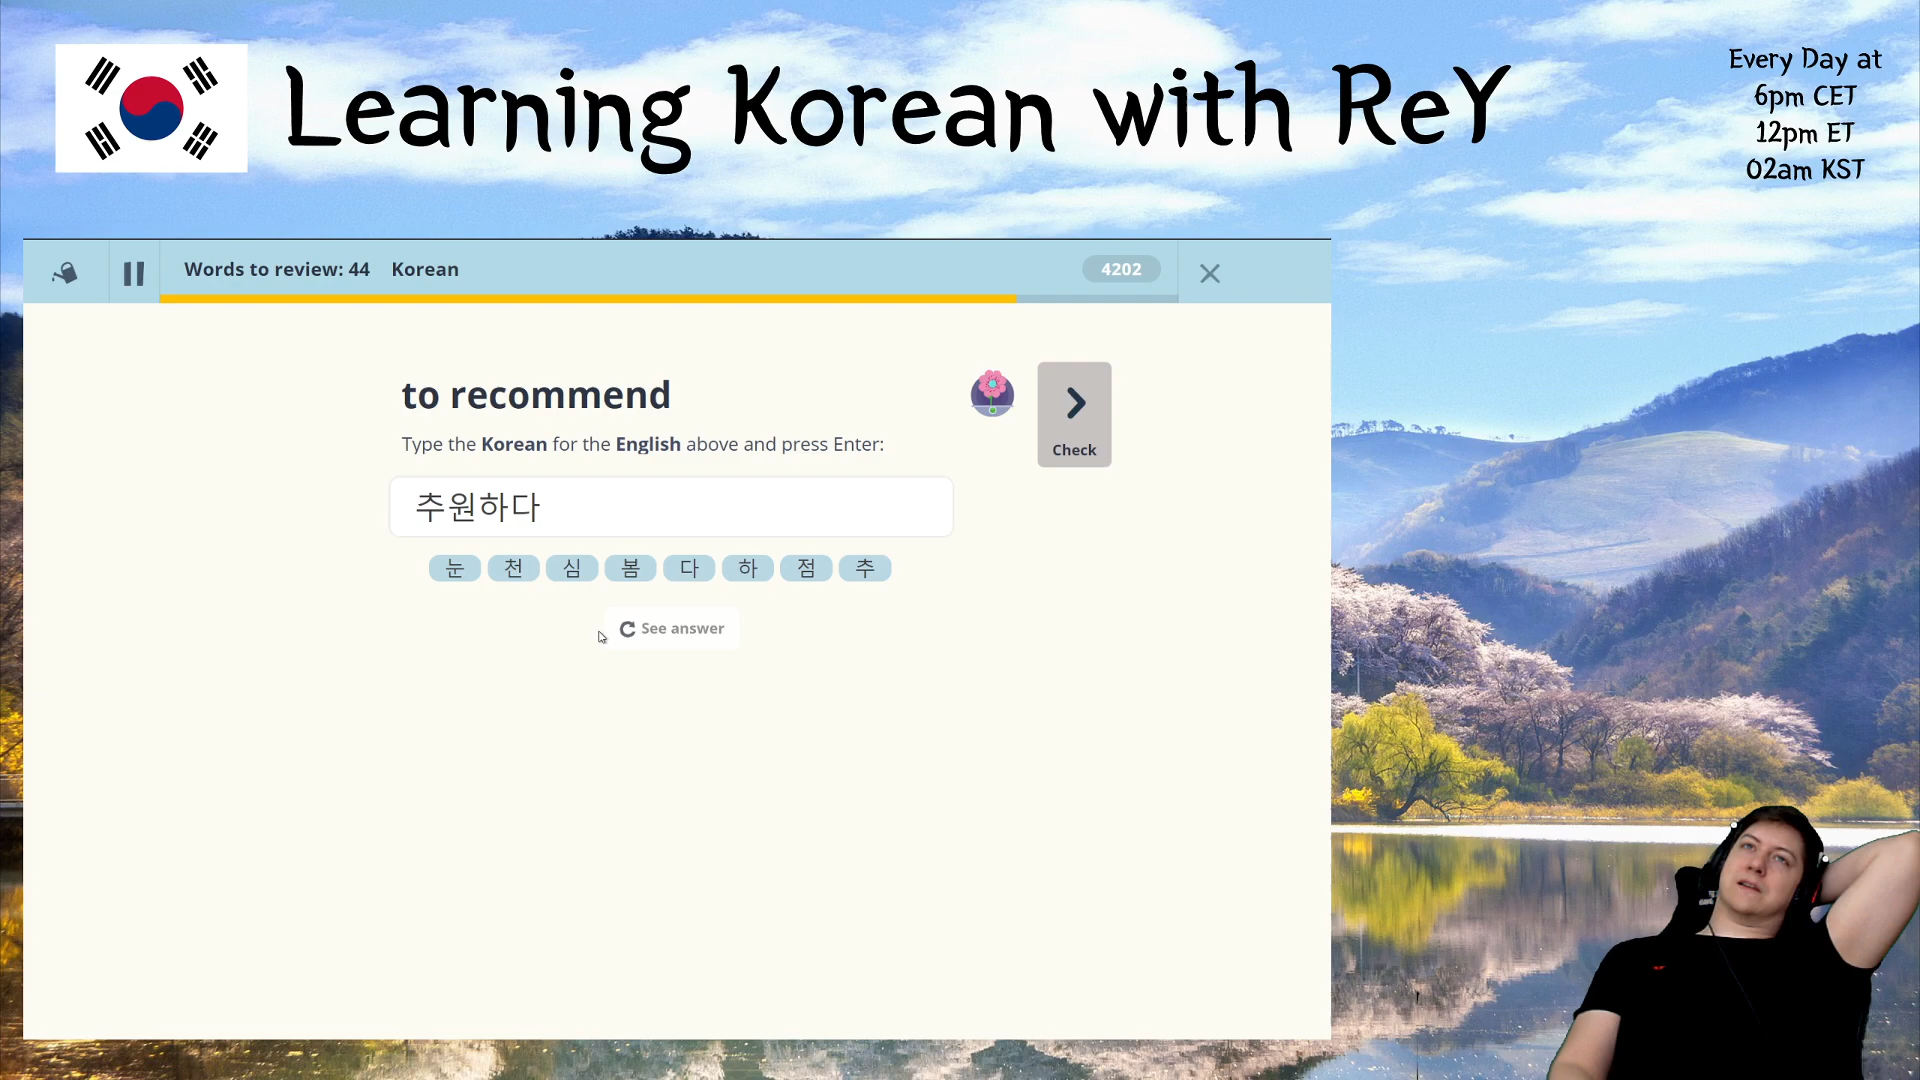 Learning Korean with ReY
Every Day at
6pm CET
12pm ET
02am KST
Words to review: 44 Korean
4202
to recommend
Type the Korean for the English above and press Enter:
추원하다
눈 천 심 봄 다 하 점 추
See answer
Check